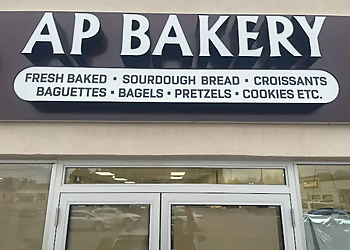 AP BAKERY
FRESH BAKED • SOURDOUGH BREAD • CROISSANTS
BAGUETTES • BAGELS • PRETZELS • COOKIES ETC.